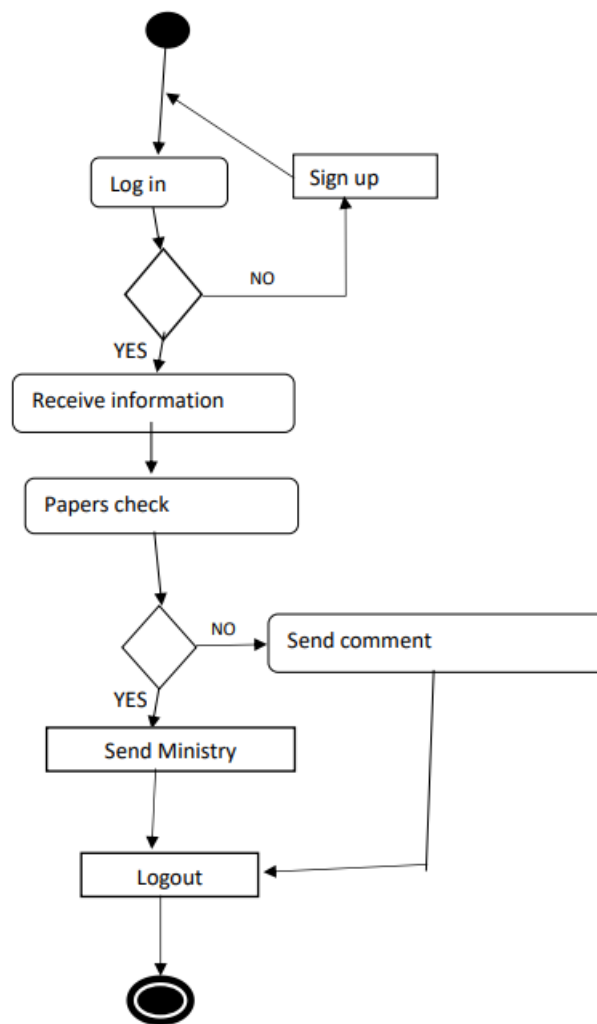 Log in
Sign up
NO
YES
Receive information
Papers check
NO
Send comment
YES
Send Ministry
Logout